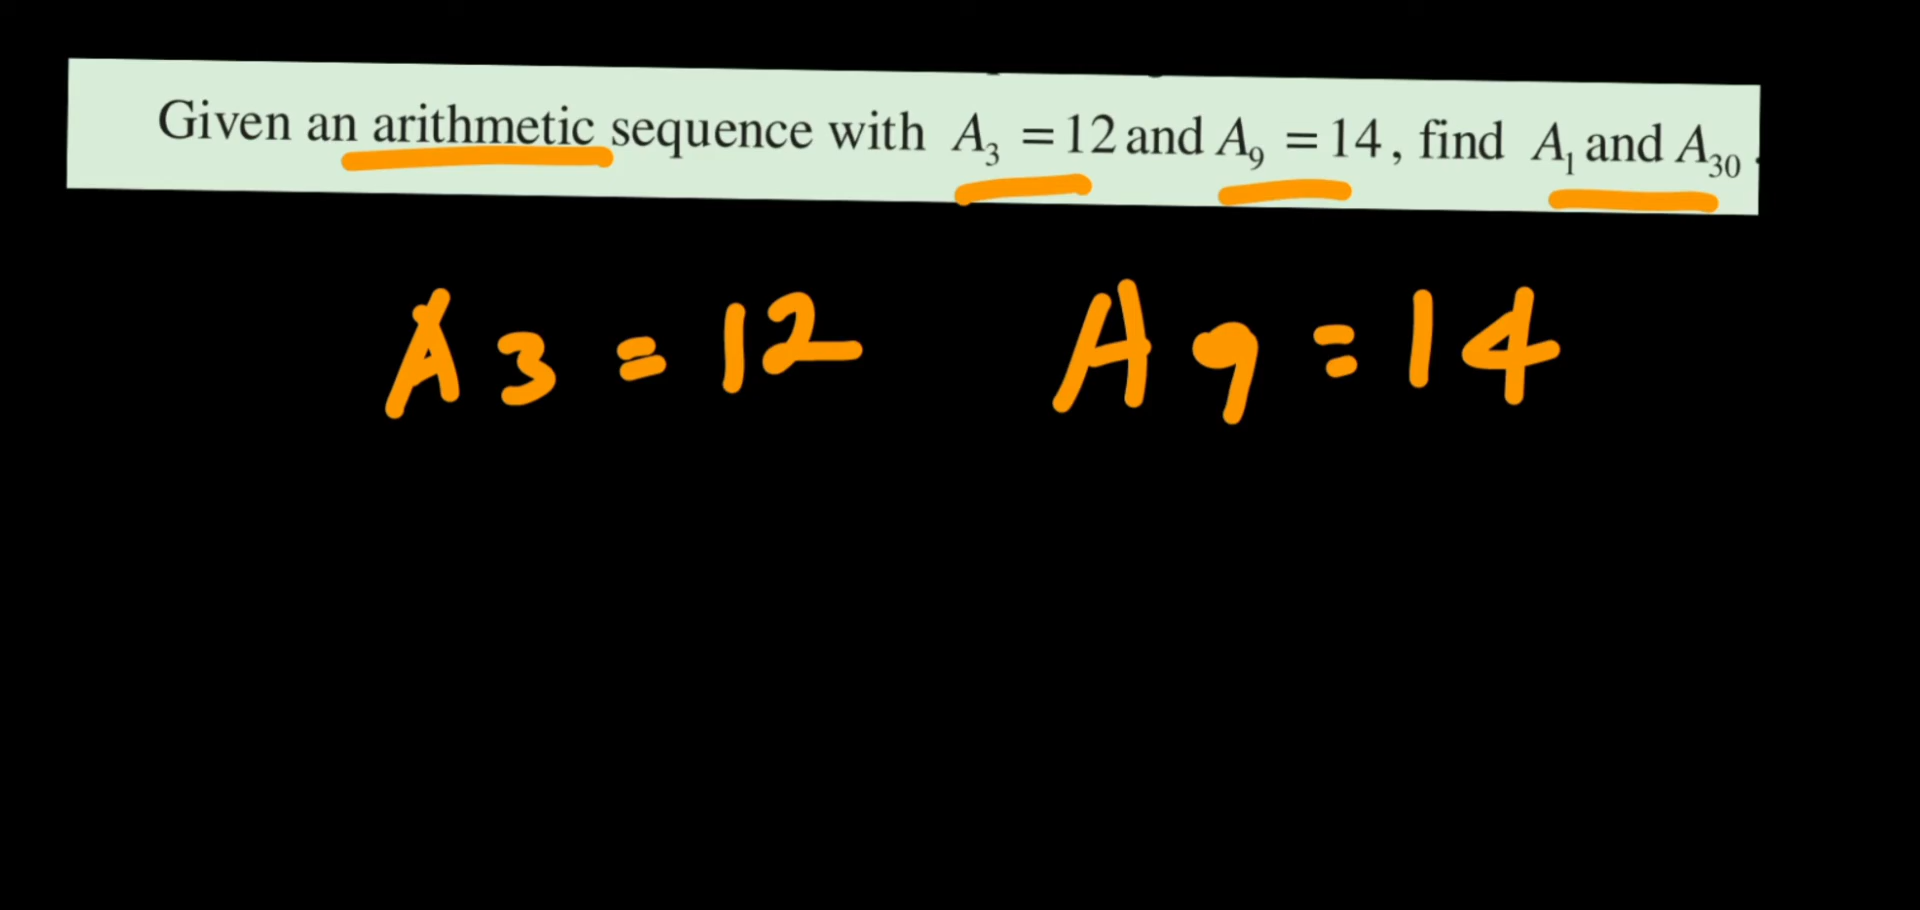 Given an arithmetic sequence with A₃ = 12 and A₉ = 14, find A₁ and A₃₀.
A3 = 12 A9 = 14